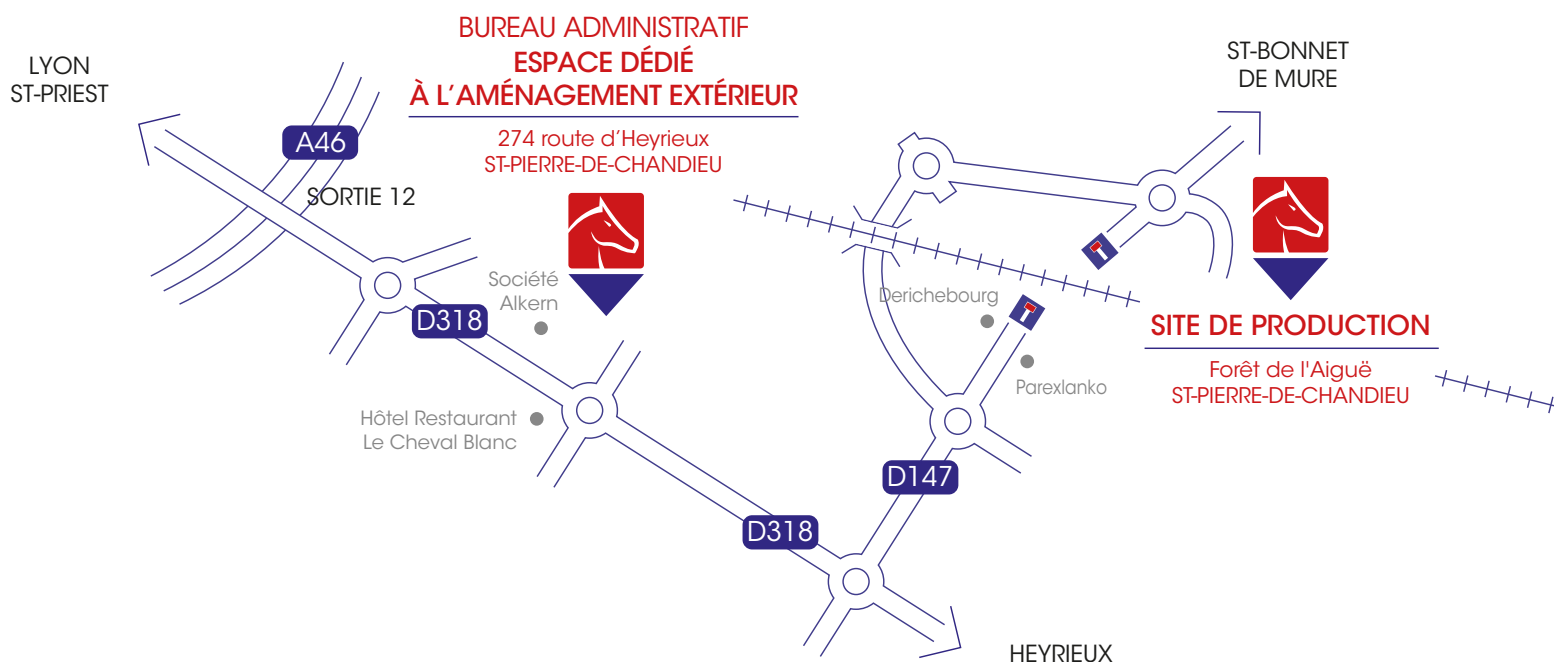 BUREAU ADMINISTRATIF
ESPACE DÉDIÉ
À L'AMÉNAGEMENT EXTÉRIEUR
274 route d'Heyrieux
ST-PIERRE-DE-CHANDIEU
LYON
ST-PRIEST
ST-BONNET
DE MURE
A46
SORTIE 12
Société
Alkern
D318
Derichebourg
SITE DE PRODUCTION
Forêt de l'Aiguë
ST-PIERRE-DE-CHANDIEU
Parexlanko
Hôtel Restaurant
Le Cheval Blanc
D147
D318
HEYRIEUX